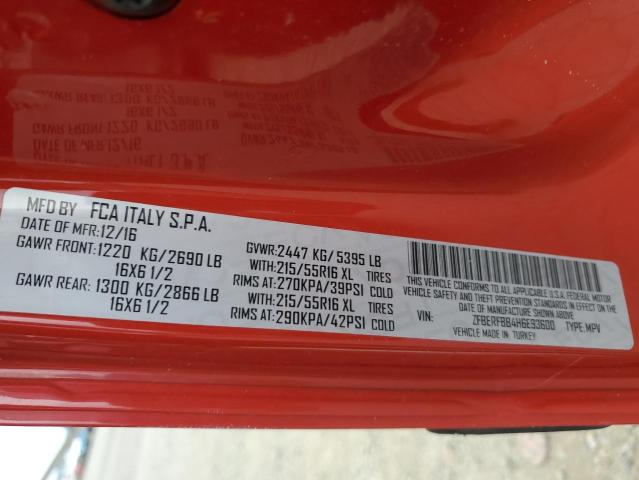 MFD BY FCA ITALY S.P.A.
DATE OF MFR:12/16
GAWR FRONT:1220 KG/2690 LB
16X6 1/2
GAWR REAR: 1300 KG/2866 LB
16X6 1/2
GVWR:2447 KG/ 5395 LB
WITH:215/55R16 XL TIRES
RIMS AT:270KPA/39PSI COLD
WITH:215/55R16 XL TIRES
RIMS AT:290KPA/42PSI COLD
THIS VEHICLE CONFORMS TO ALL APPLICABLE U.S.A. FEDERAL MOTOR
VEHICLE SAFETY, BUMPER, AND THEFT PREVENTION STANDARDS IN EFFECT ON THE
DATE OF MANUFACTURE SHOWN ABOVE.
VIN: ZFBERFBB4H6E93600 TYPE:MPV
VEHICLE MADE IN: TURKEY